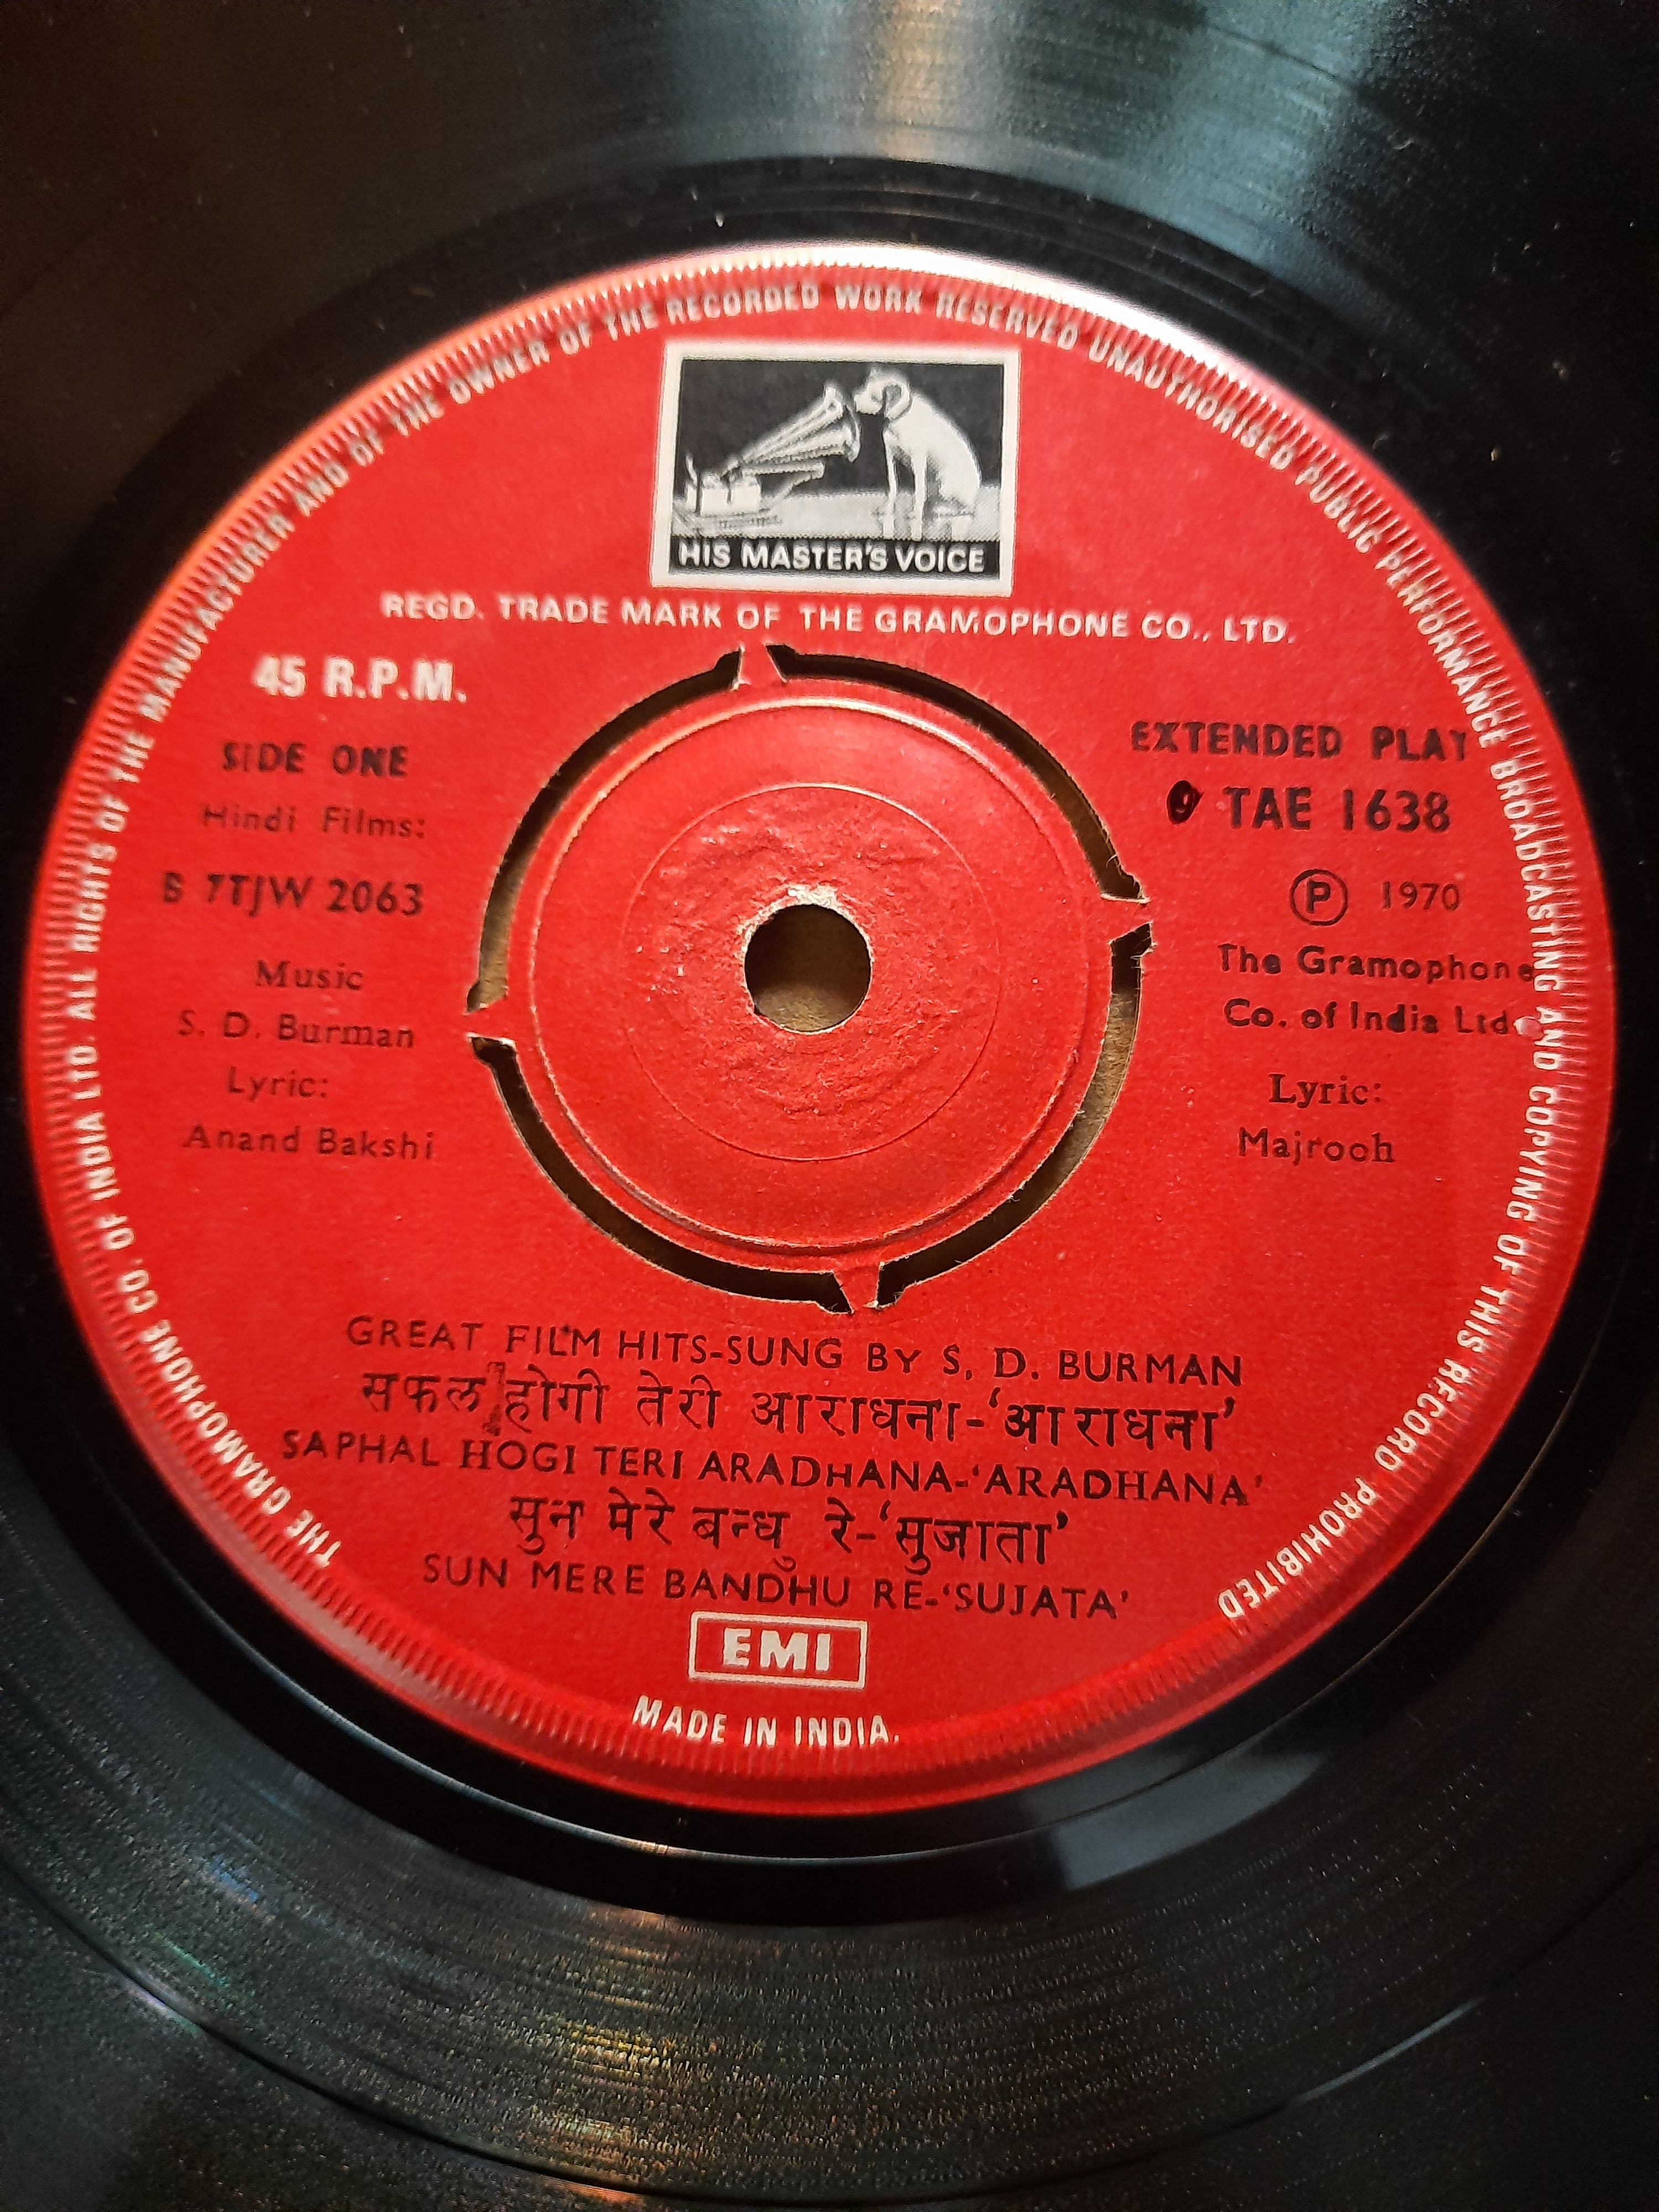 THE GRAMOPHONE CO. OF INDIA LTD. ALL RIGHTS OF THE MANUFACTURER AND OF THE OWNER OF THE RECORDED WORK RESERVED UNAUTHORISED PUBLIC PERFORMANCE BROADCASTING AND COPYING OF THIS RECORD PROHIBITED
HIS MASTER'S VOICE
REGD. TRADE MARK OF THE GRAMOPHONE CO., LTD.
45 R.P.M.
SIDE ONE
Hindi Films:
7TJW 2063
Music
S. D. Burman
Lyric:
Anand Bakshi
EXTENDED PLAY
TAE 1638
Ⓟ 1970
The Gramophone
Co. of India Ltd.
Lyric:
Majrooh
GREAT FILM HITS-SUNG BY S. D. BURMAN
सफल होगी तेरी आराधना-'आराधना'
SAPHAL HOGI TERI ARADHANA-'ARADHANA'
सुन मेरे बन्धु रे-'सुजाता'
SUN MERE BANDHU RE-'SUJATA'
EMI
MADE IN INDIA.